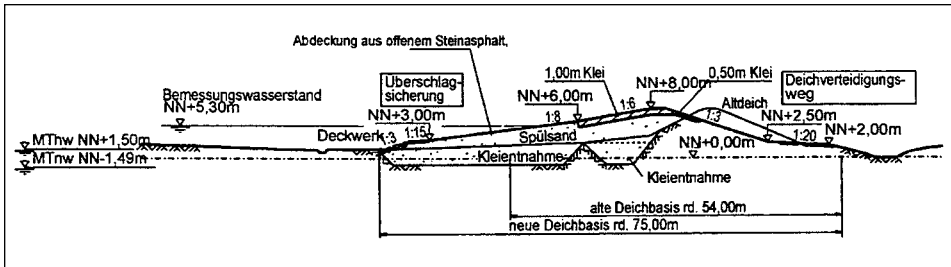 Abdeckung aus offenem Steinasphalt,
1,00m Klei
0,50m Klei
Überschlag-
sicherung
Deichverteidigungs-
weg
Bemessungswasserstand
NN+5,30m
NN+3,00m
NN+6,00m
1:6
NN+8,00m
Altdeich
1:3
NN+2,50m
MThw NN+1,50m
Deckwerk
1:3
1:15
1:8
Spülsand
1:20
NN+2,00m
MTnw NN-1,49m
Kleientnahme
NN+0,00m
Kleientnahme
alte Deichbasis rd. 54,00m
neue Deichbasis rd. 75,00m